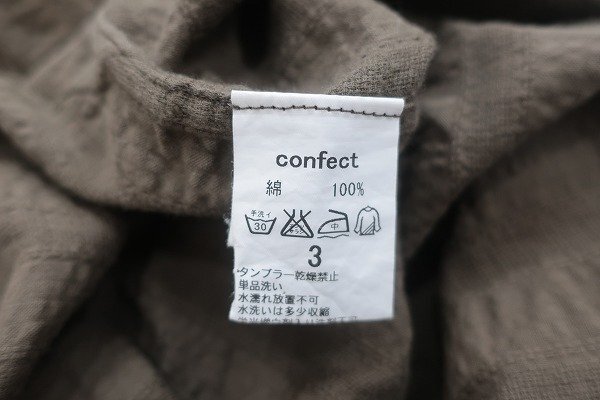 confect
綿 100%
手洗イ
30
中
3
タンブラー乾燥禁止
単品洗い
水濡れ放置不可
水洗いは多少収縮